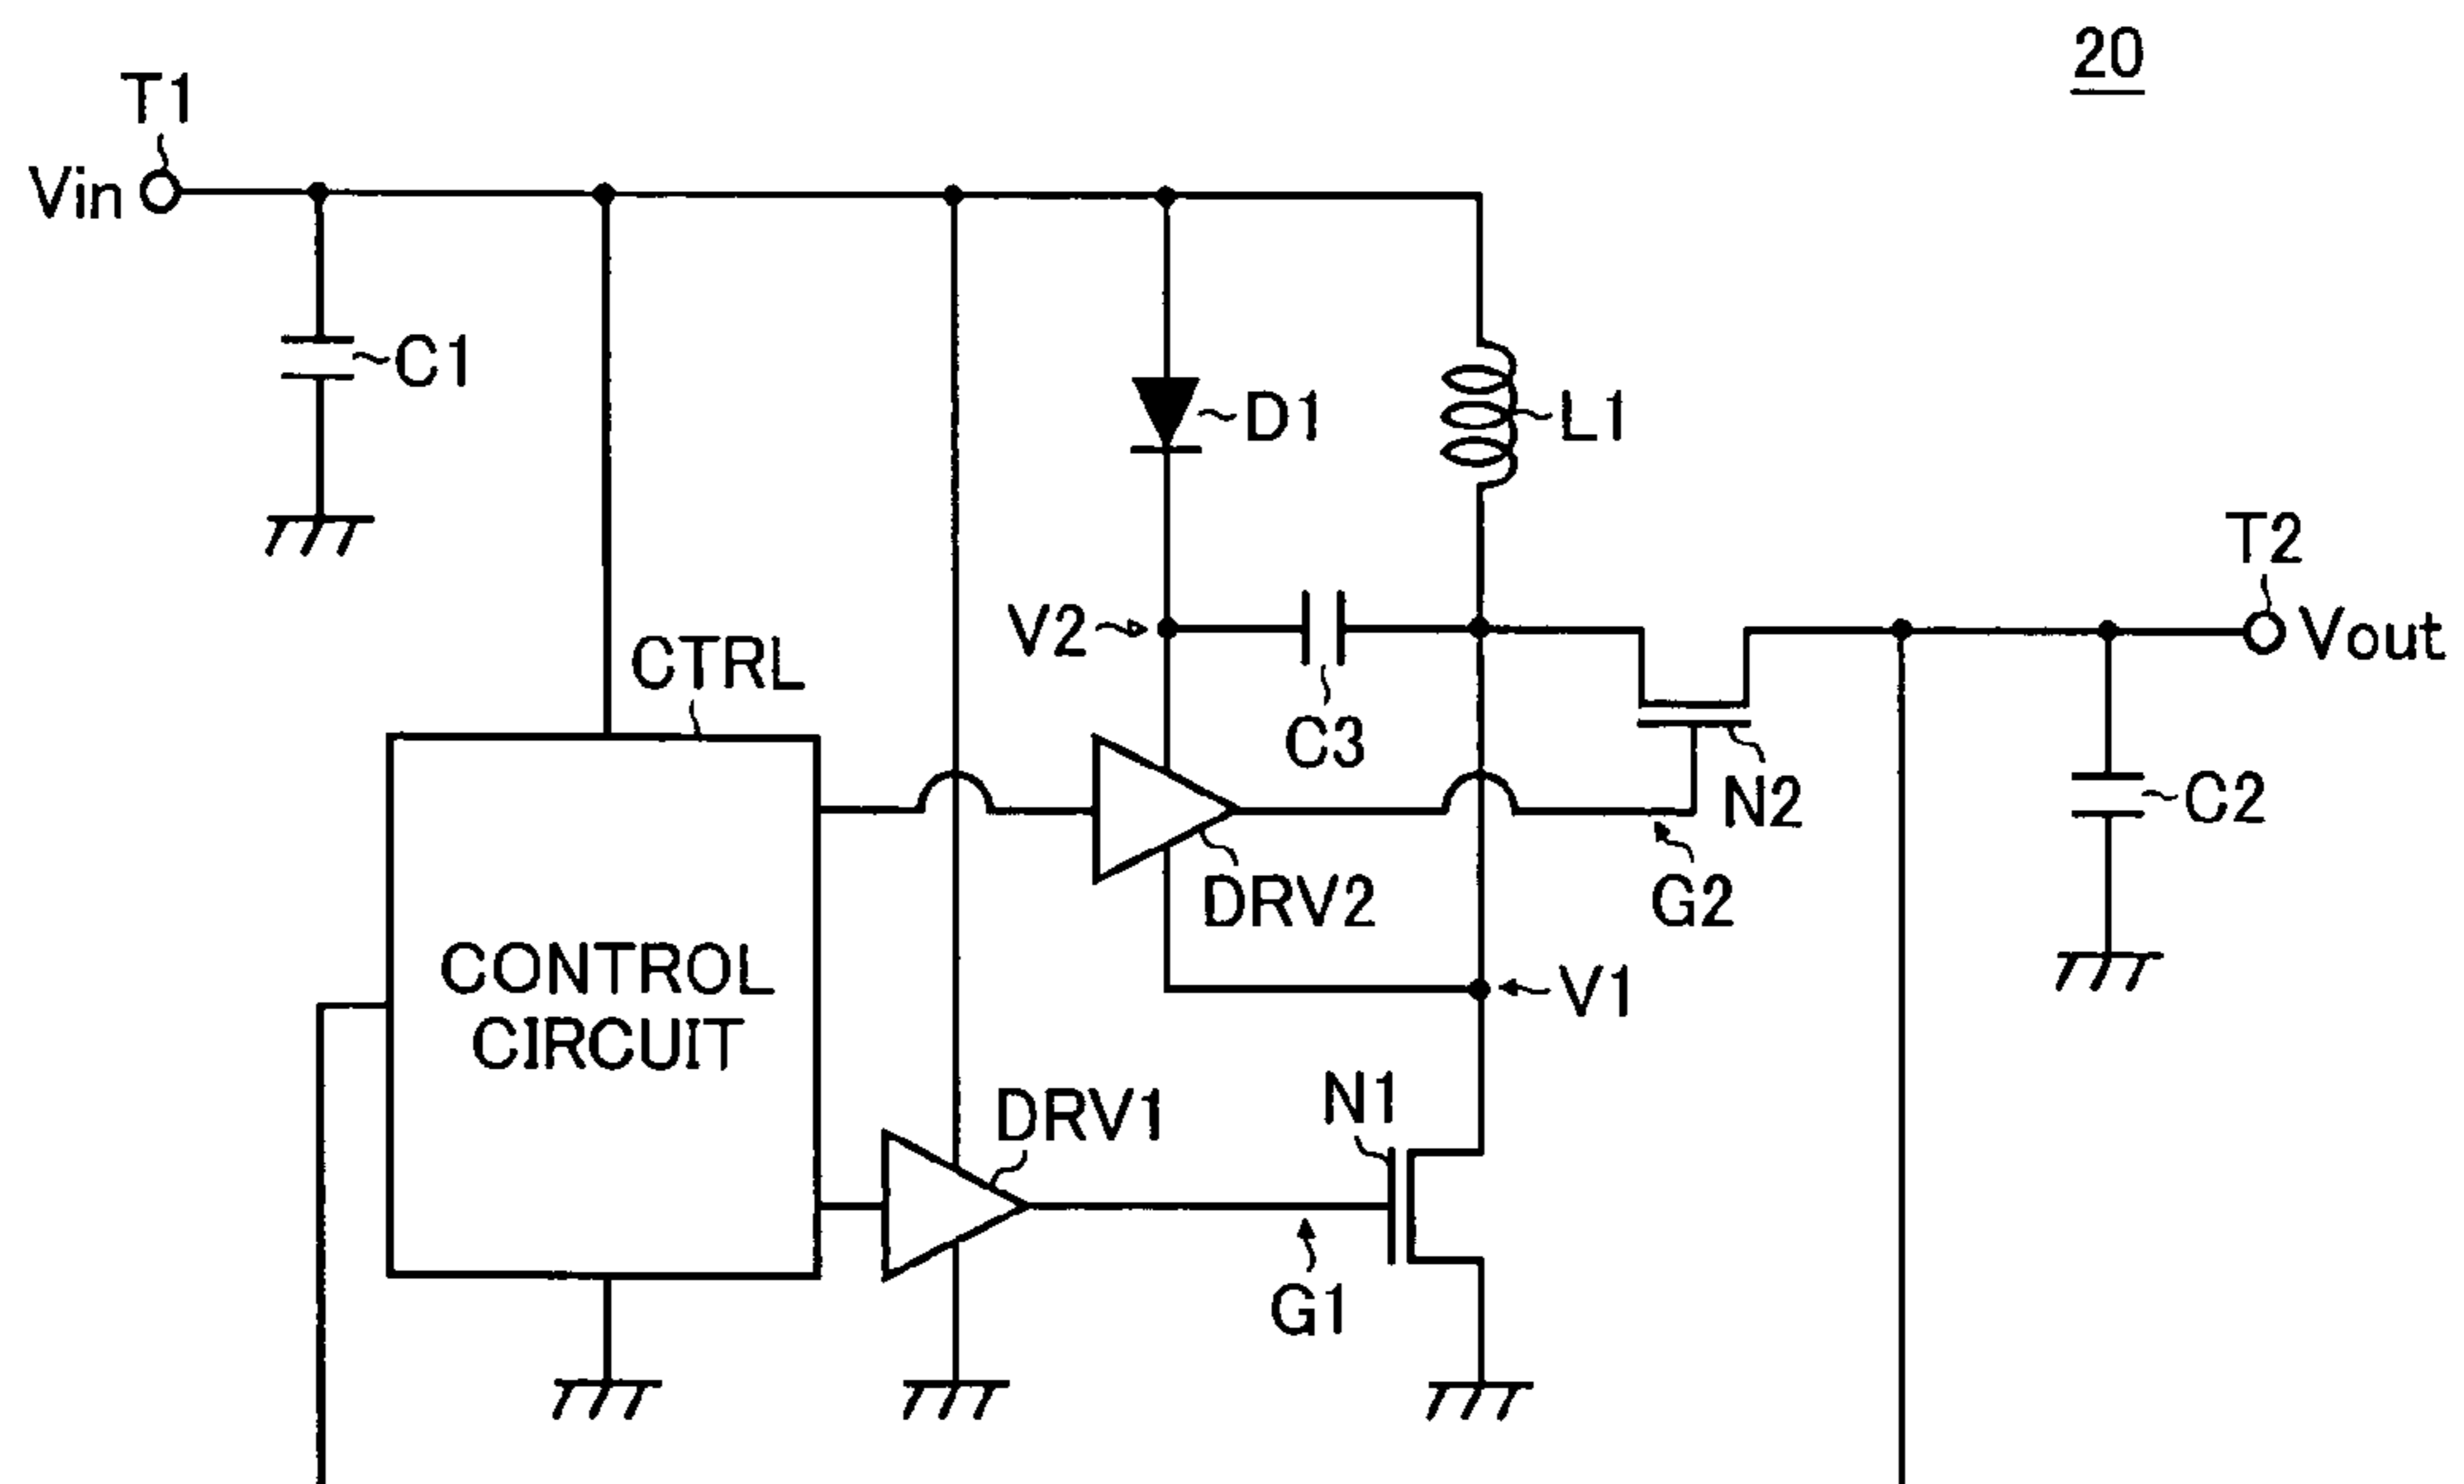 20
T1
Vin
C1
D1
L1
T2
V2
Vout
CTRL
C3
N2
C2
DRV2
G2
CONTROL
CIRCUIT
V1
DRV1
N1
G1